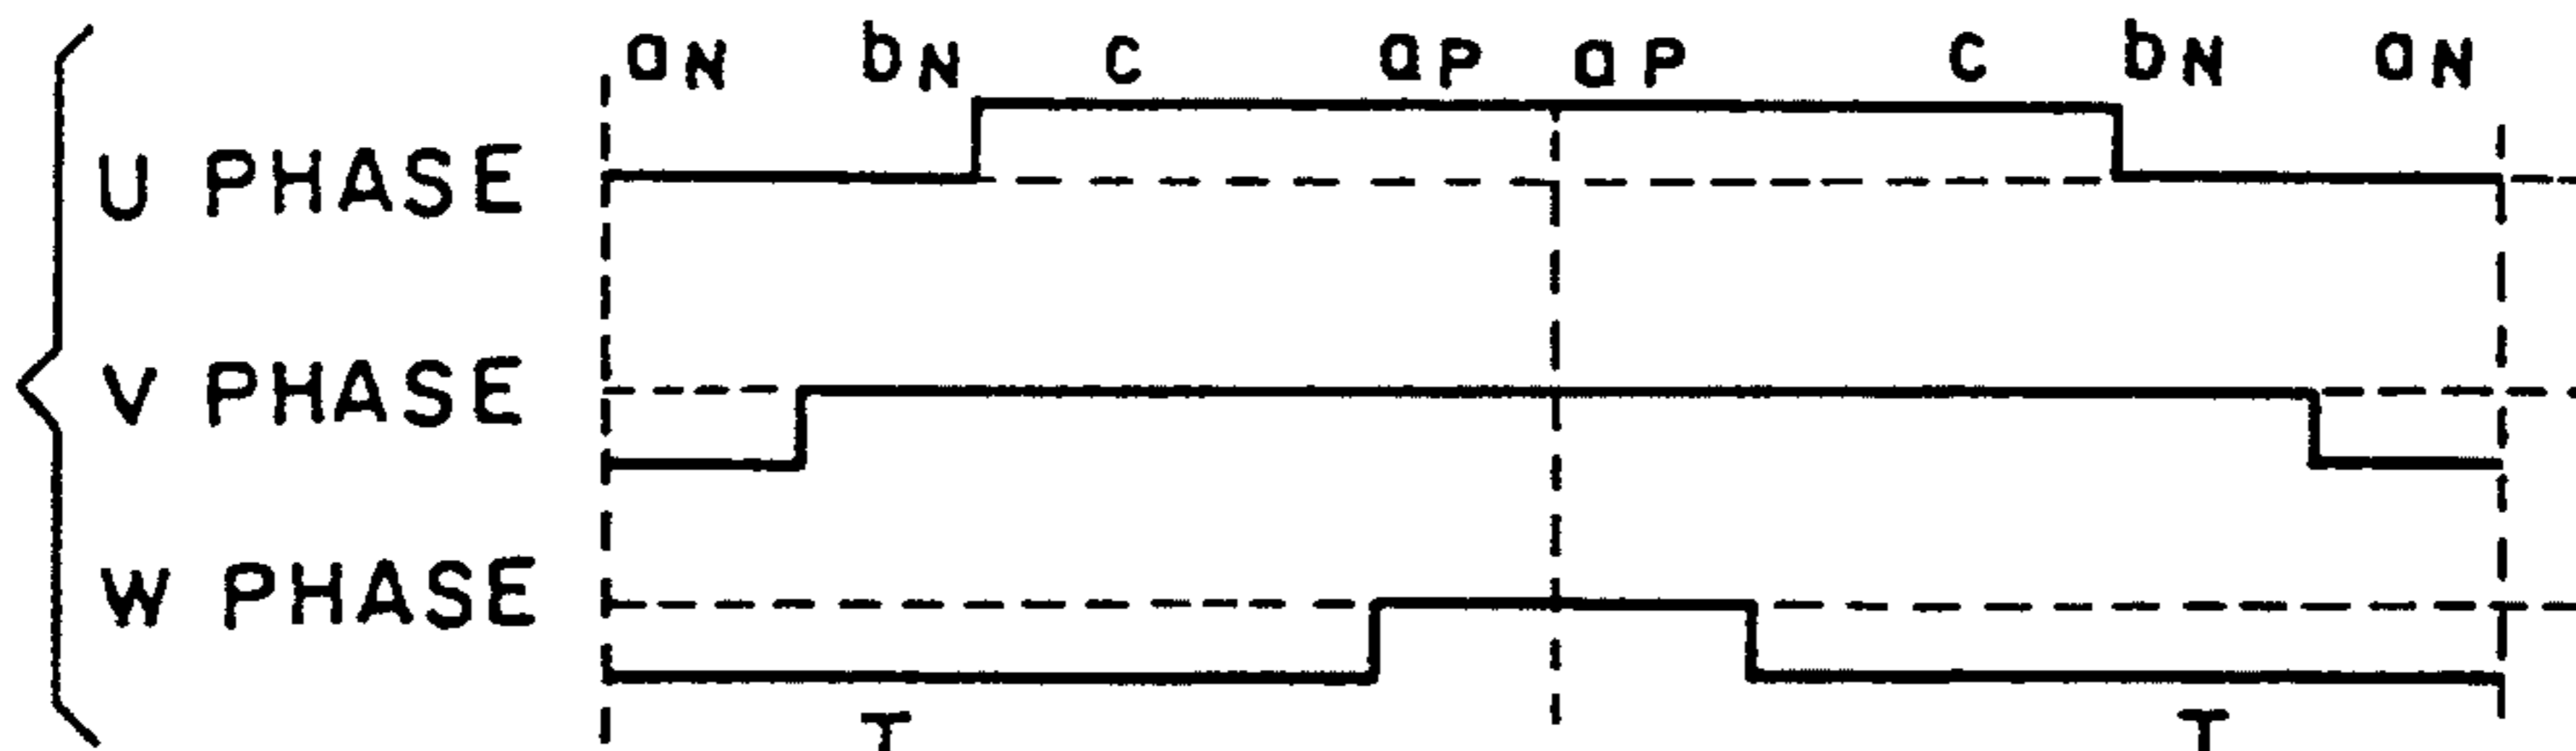 aN bN c aP aP c bN aN
U PHASE
V PHASE
W PHASE
T T